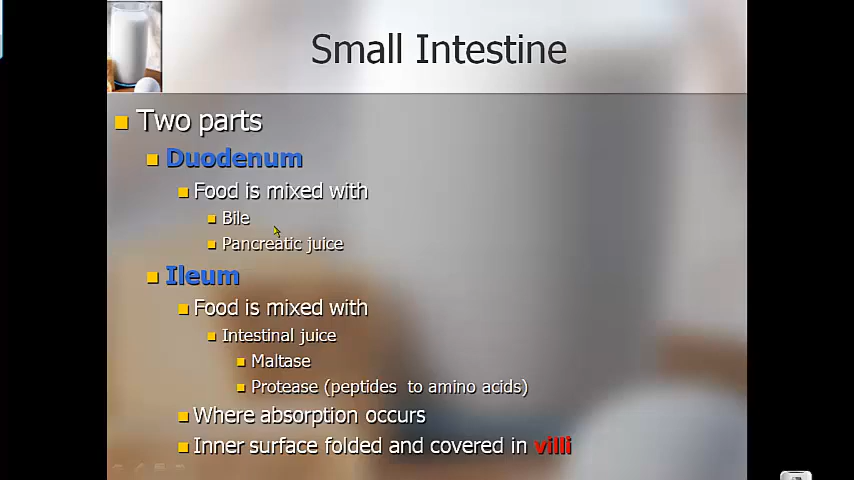 Small Intestine
Two parts
Duodenum
Food is mixed with
Bile
Pancreatic juice
Ileum
Food is mixed with
Intestinal juice
Maltase
Protease (peptides to amino acids)
Where absorption occurs
Inner surface folded and covered in villi